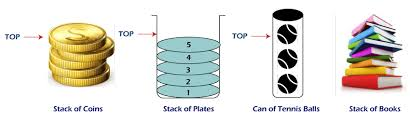 TOP
TOP
TOP
5
4
3
2
1
Stack of Coins
Stack of Plates
Can of Tennis Balls
Stack of Books